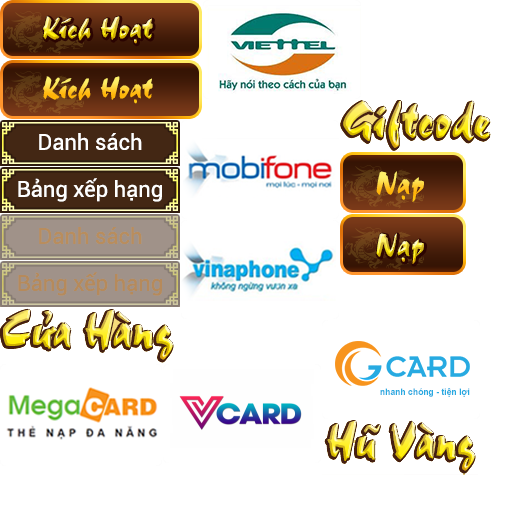 Kích Hoạt
VIETTEL
Hãy nói theo cách của bạn
Kích Hoạt
Giftcode
Danh sách
mobifone
mọi lúc - mọi nơi
Nạp
Bảng xếp hạng
Danh sách
Nạp
vinaphone
không ngừng vươn xa
Bảng xếp hạng
Cửa Hàng
G CARD
nhanh chóng - tiện lợi
MegaCARD
THẺ NẠP ĐA NĂNG
VCARD
Hũ Vàng